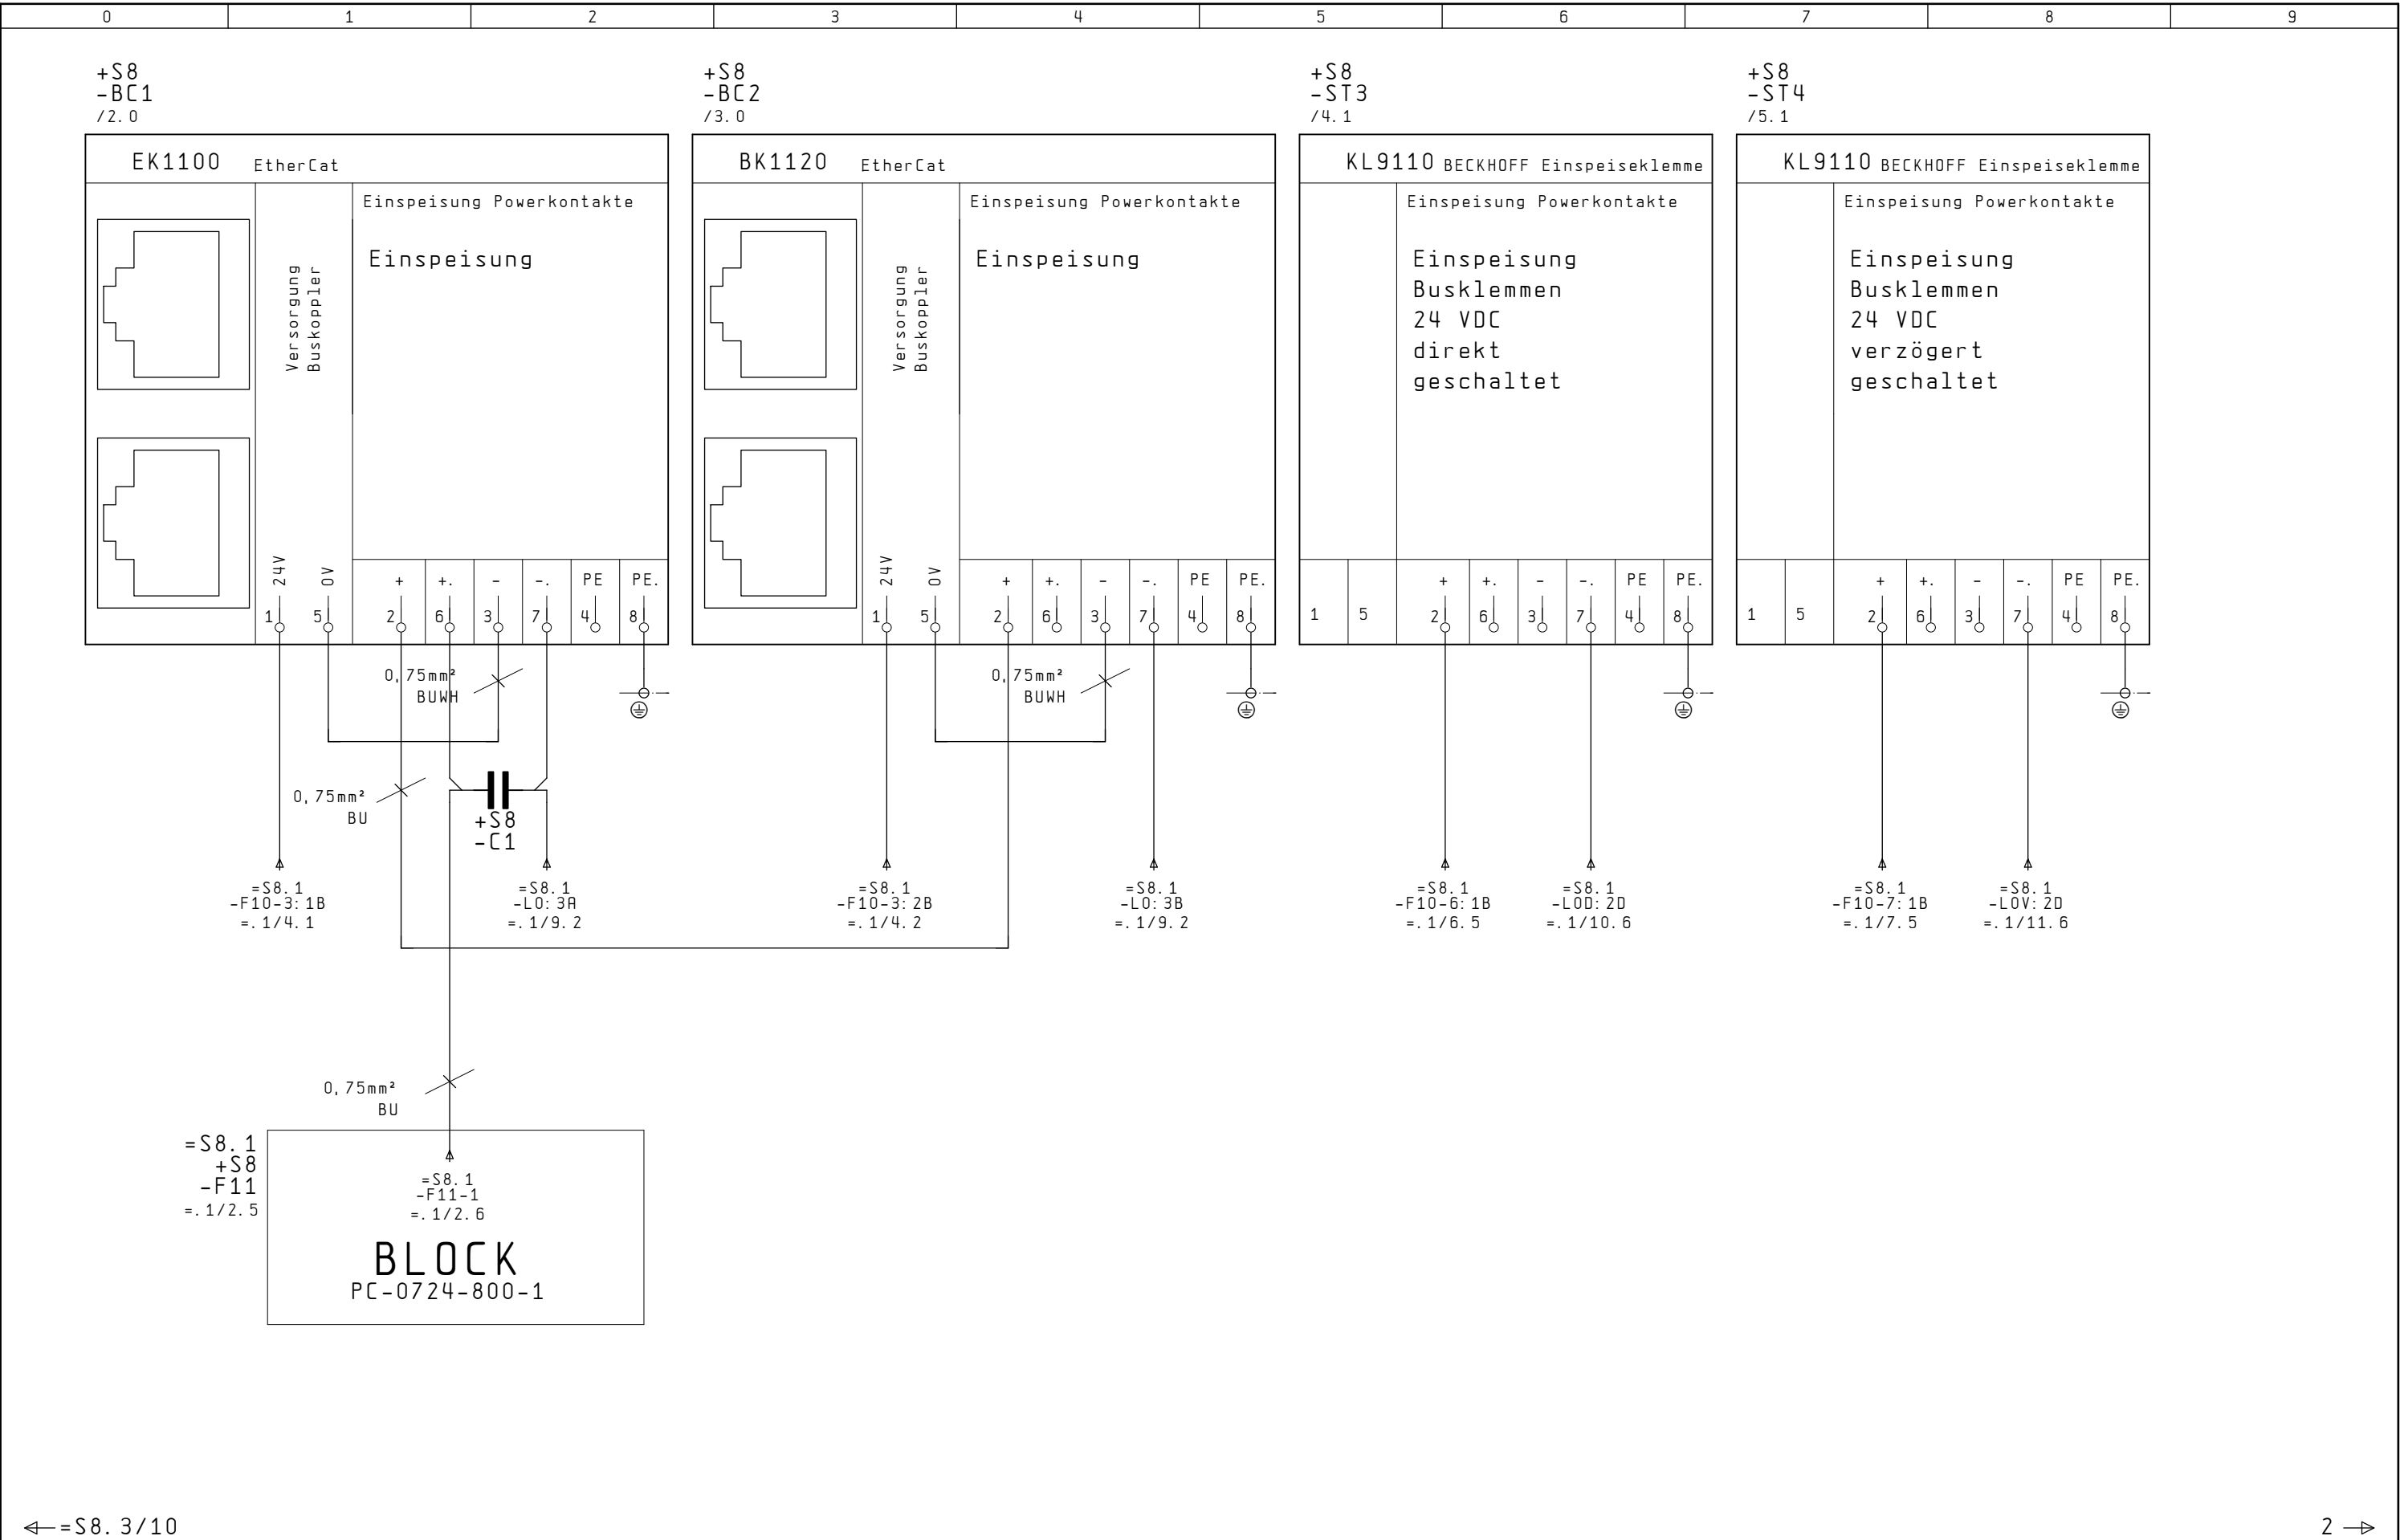 0 1 2 3 4 5 6 7 8 9
+S8
-BC1
/2.0
+S8
-BC2
/3.0
+S8
-ST3
/4.1
+S8
-ST4
/5.1
EK1100 EtherCat
Einspeisung Powerkontakte
Einspeisung
Versorgung
Buskoppler
24V 0V + +. - -. PE PE.
1 5 2 6 3 7 4 8
BK1120 EtherCat
Einspeisung Powerkontakte
Einspeisung
Versorgung
Buskoppler
24V 0V + +. - -. PE PE.
1 5 2 6 3 7 4 8
KL9110 BECKHOFF Einspeiseklemme
Einspeisung Powerkontakte
Einspeisung
Busklemmen
24 VDC
direkt
geschaltet
+ +. - -. PE PE.
1 5 2 6 3 7 4 8
KL9110 BECKHOFF Einspeiseklemme
Einspeisung Powerkontakte
Einspeisung
Busklemmen
24 VDC
verzögert
geschaltet
+ +. - -. PE PE.
1 5 2 6 3 7 4 8
0,75mm²
BUWH
0,75mm²
BUWH
0,75mm²
BU
+S8
-C1
=S8.1
-F10-3:1B
=.1/4.1
=S8.1
-L0:3A
=.1/9.2
=S8.1
-F10-3:2B
=.1/4.2
=S8.1
-L0:3B
=.1/9.2
=S8.1
-F10-6:1B
=.1/6.5
=S8.1
-L0D:2D
=.1/10.6
=S8.1
-F10-7:1B
=.1/7.5
=S8.1
-L0V:2D
=.1/11.6
0,75mm²
BU
=S8.1
+S8
-F11
=.1/2.5
=S8.1
-F11-1
=.1/2.6
BLOCK
PC-0724-800-1
=S8.3/10
2